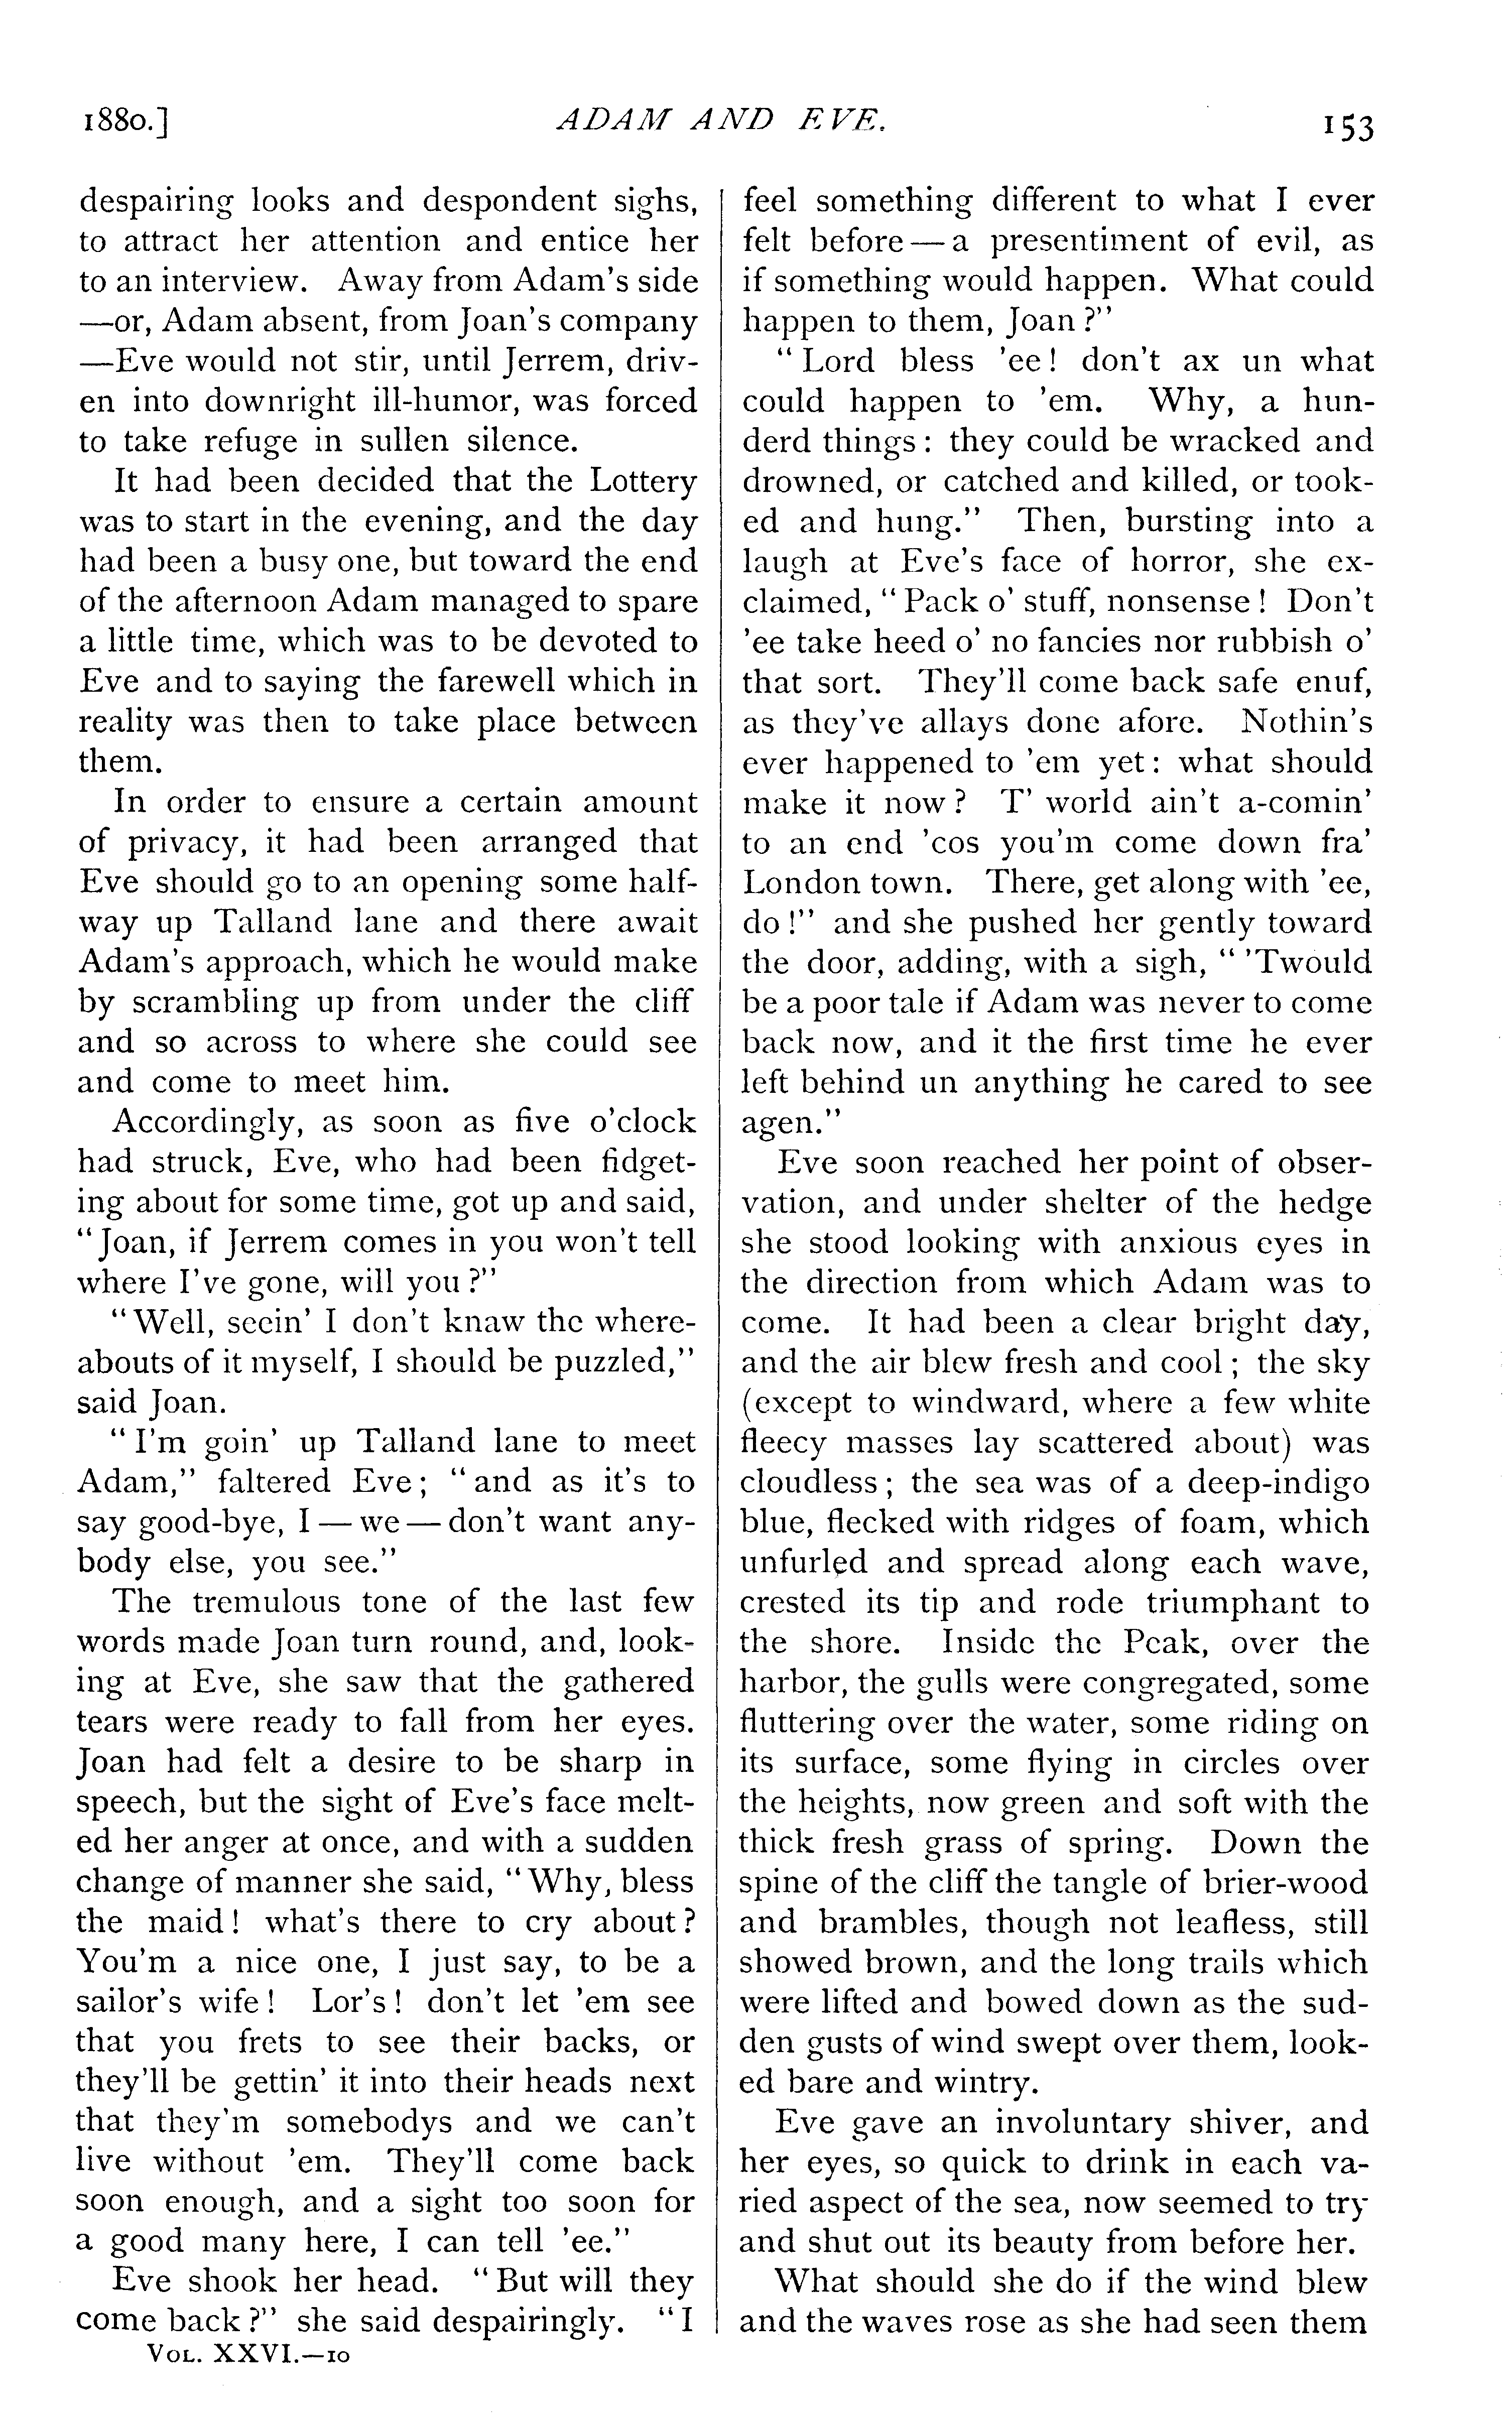 1880.] ADAM AND EVE. 153
despairing looks and despondent sighs,
to attract her attention and entice her
to an interview. Away from Adam's side
—or, Adam absent, from Joan's company
—Eve would not stir, until Jerrem, driv-
en into downright ill-humor, was forced
to take refuge in sullen silence.
It had been decided that the Lottery
was to start in the evening, and the day
had been a busy one, but toward the end
of the afternoon Adam managed to spare
a little time, which was to be devoted to
Eve and to saying the farewell which in
reality was then to take place between
them.
In order to ensure a certain amount
of privacy, it had been arranged that
Eve should go to an opening some half-
way up Talland lane and there await
Adam's approach, which he would make
by scrambling up from under the cliff
and so across to where she could see
and come to meet him.
Accordingly, as soon as five o'clock
had struck, Eve, who had been fidget-
ing about for some time, got up and said,
"Joan, if Jerrem comes in you won't tell
where I've gone, will you?"
"Well, seein' I don't knaw the where-
abouts of it myself, I should be puzzled,"
said Joan.
"I'm goin' up Talland lane to meet
Adam," faltered Eve; "and as it's to
say good-bye, I—we—don't want any-
body else, you see."
The tremulous tone of the last few
words made Joan turn round, and, look-
ing at Eve, she saw that the gathered
tears were ready to fall from her eyes.
Joan had felt a desire to be sharp in
speech, but the sight of Eve's face melt-
ed her anger at once, and with a sudden
change of manner she said, "Why, bless
the maid! what's there to cry about?
You'm a nice one, I just say, to be a
sailor's wife! Lor's! don't let 'em see
that you frets to see their backs, or
they'll be gettin' it into their heads next
that they'm somebodys and we can't
live without 'em. They'll come back
soon enough, and a sight too soon for
a good many here, I can tell 'ee."
Eve shook her head. "But will they
come back?" she said despairingly. "I
VOL. XXVI.—10
feel something different to what I ever
felt before—a presentiment of evil, as
if something would happen. What could
happen to them, Joan?"
"Lord bless 'ee! don't ax un what
could happen to 'em. Why, a hun-
derd things: they could be wracked and
drowned, or catched and killed, or took-
ed and hung." Then, bursting into a
laugh at Eve's face of horror, she ex-
claimed, "Pack o' stuff, nonsense! Don't
'ee take heed o' no fancies nor rubbish o'
that sort. They'll come back safe enuf,
as they've allays done afore. Nothin's
ever happened to 'em yet: what should
make it now? T' world ain't a-comin'
to an end 'cos you'm come down fra'
London town. There, get along with 'ee,
do!" and she pushed her gently toward
the door, adding, with a sigh, "'Twould
be a poor tale if Adam was never to come
back now, and it the first time he ever
left behind un anything he cared to see
agen."
Eve soon reached her point of obser-
vation, and under shelter of the hedge
she stood looking with anxious eyes in
the direction from which Adam was to
come. It had been a clear bright day,
and the air blew fresh and cool; the sky
(except to windward, where a few white
fleecy masses lay scattered about) was
cloudless; the sea was of a deep-indigo
blue, flecked with ridges of foam, which
unfurled and spread along each wave,
crested its tip and rode triumphant to
the shore. Inside the Peak, over the
harbor, the gulls were congregated, some
fluttering over the water, some riding on
its surface, some flying in circles over
the heights, now green and soft with the
thick fresh grass of spring. Down the
spine of the cliff the tangle of brier-wood
and brambles, though not leafless, still
showed brown, and the long trails which
were lifted and bowed down as the sud-
den gusts of wind swept over them, look-
ed bare and wintry.
Eve gave an involuntary shiver, and
her eyes, so quick to drink in each va-
ried aspect of the sea, now seemed to try
and shut out its beauty from before her.
What should she do if the wind blew
and the waves rose as she had seen them